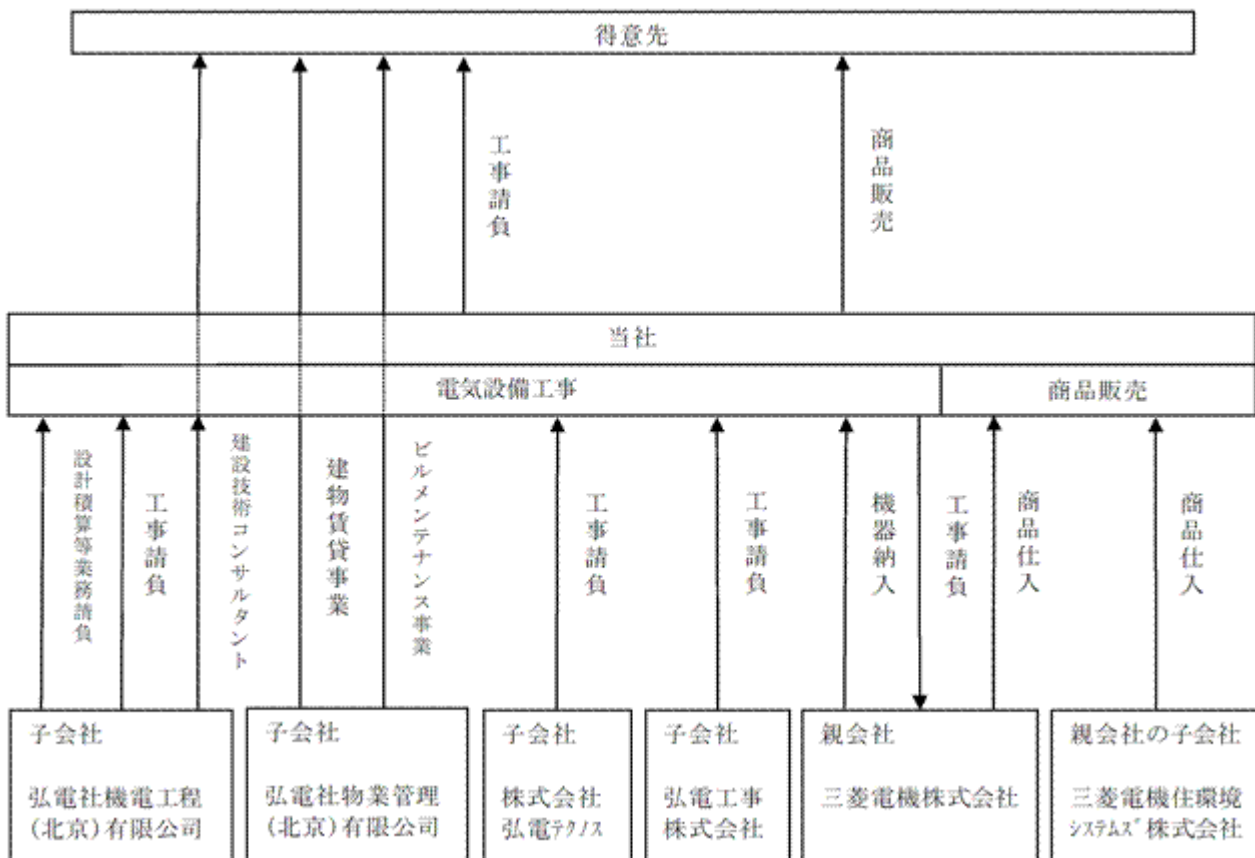 得意先
工事請負
商品販売
当社
電気設備工事
商品販売
設計積算等業務請負
工事請負
建設技術コンサルタント
建物賃貸事業
ビルメンテナンス事業
工事請負
工事請負
機器納入
工事請負
商品仕入
商品仕入
子会社
弘電社機電工程
(北京)有限公司
子会社
弘電社物業管理
(北京)有限公司
子会社
株式会社
弘電テクノス
子会社
弘電工事
株式会社
親会社
三菱電機株式会社
親会社の子会社
三菱電機住環境
システムズ株式会社